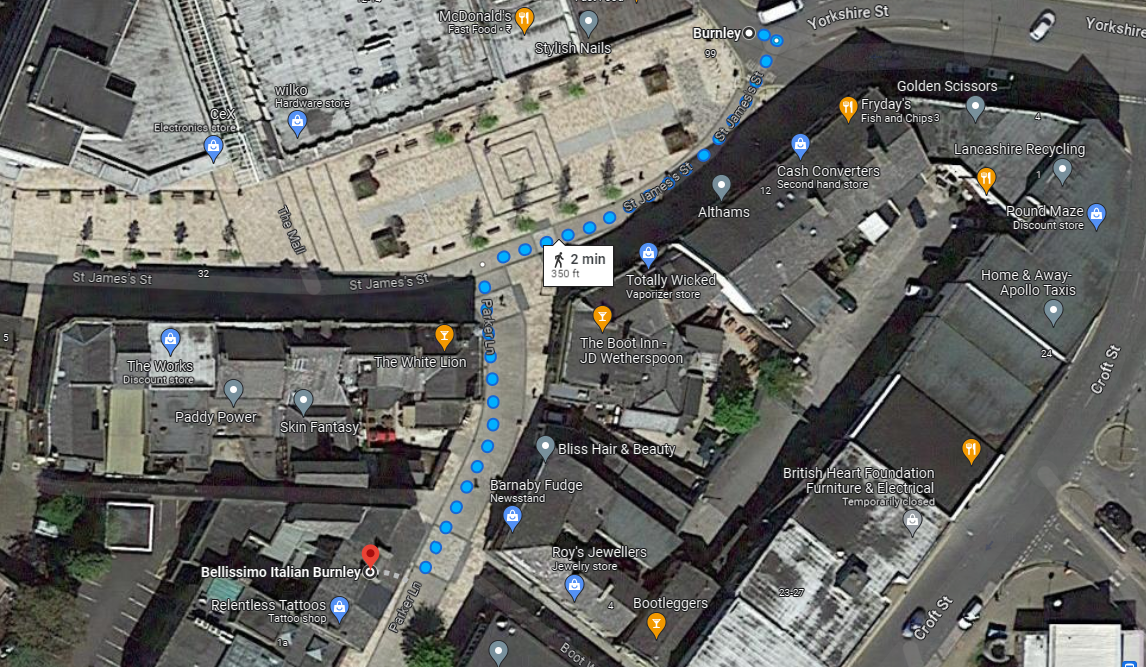 McDonald's
Fast Food • ₹
Stylish Nails
Burnley
99
Yorkshire St
Yorkshire
wilko
Hardware store
CeX
Electronics store
St James's St
Golden Scissors
Fryday's
Fish and Chips
3
4
Cash Converters
Second hand store
12
Lancashire Recycling
1
Althams
St James's St
Pound Maze
Discount store
The Mall
2 min
350 ft
St James's St
32
St James's St
Totally Wicked
Vaporizer store
Home & Away-
Apollo Taxis
Parker Ln
5
The Boot Inn -
JD Wetherspoon
24
The White Lion
The Works
Discount store
Croft St
Paddy Power
Skin Fantasy
Bliss Hair & Beauty
British Heart Foundation
Furniture & Electrical
Temporarily closed
Barnaby Fudge
Newsstand
Bellissimo Italian Burnley
Roy's Jewellers
Jewelry store
Relentless Tattoos
Tattoo shop
Parker Ln
4
Bootleggers
23-27
Croft St
1a
Boot W